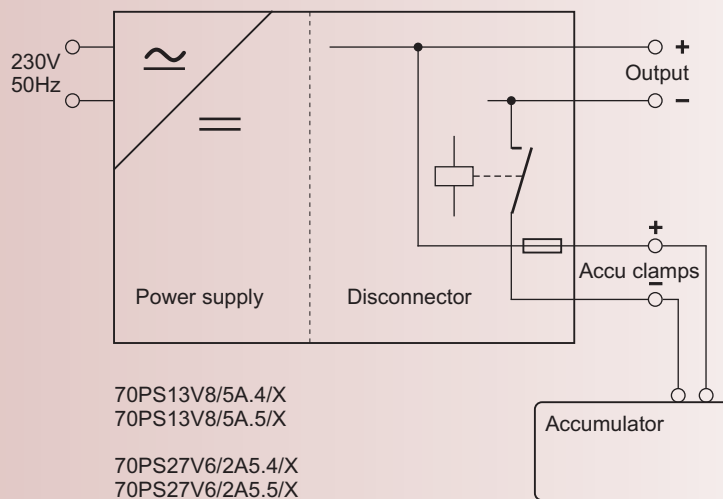 230V
50Hz
+
Output
−
+
Accu clamps
−
Power supply
Disconnector
70PS13V8/5A.4/X
70PS13V8/5A.5/X
70PS27V6/2A5.4/X
70PS27V6/2A5.5/X
Accumulator